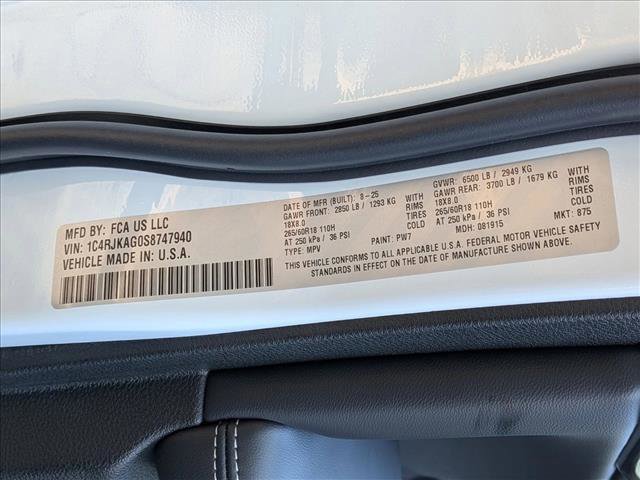 MFD BY: FCA US LLC
VIN: 1C4RJKAG0S8747940
VEHICLE MADE IN: U.S.A.
DATE OF MFR (BUILT): 8-25
GAWR FRONT: 2850 LB / 1293 KG WITH
18X8.0 RIMS
265/60R18 110H
AT 250 kPa / 36 PSI COLD
TYPE: MPV PAINT: PW7
GVWR: 6500 LB / 2949 KG
GAWR REAR: 3700 LB / 1679 KG WITH
18X8.0 RIMS
265/60R18 110H
AT 250 kPa / 36 PSI COLD
MDH: 081915 MKT: 875
THIS VEHICLE CONFORMS TO ALL APPLICABLE U.S.A. FEDERAL MOTOR VEHICLE SAFETY
STANDARDS IN EFFECT ON THE DATE OF MANUFACTURE SHOWN ABOVE.